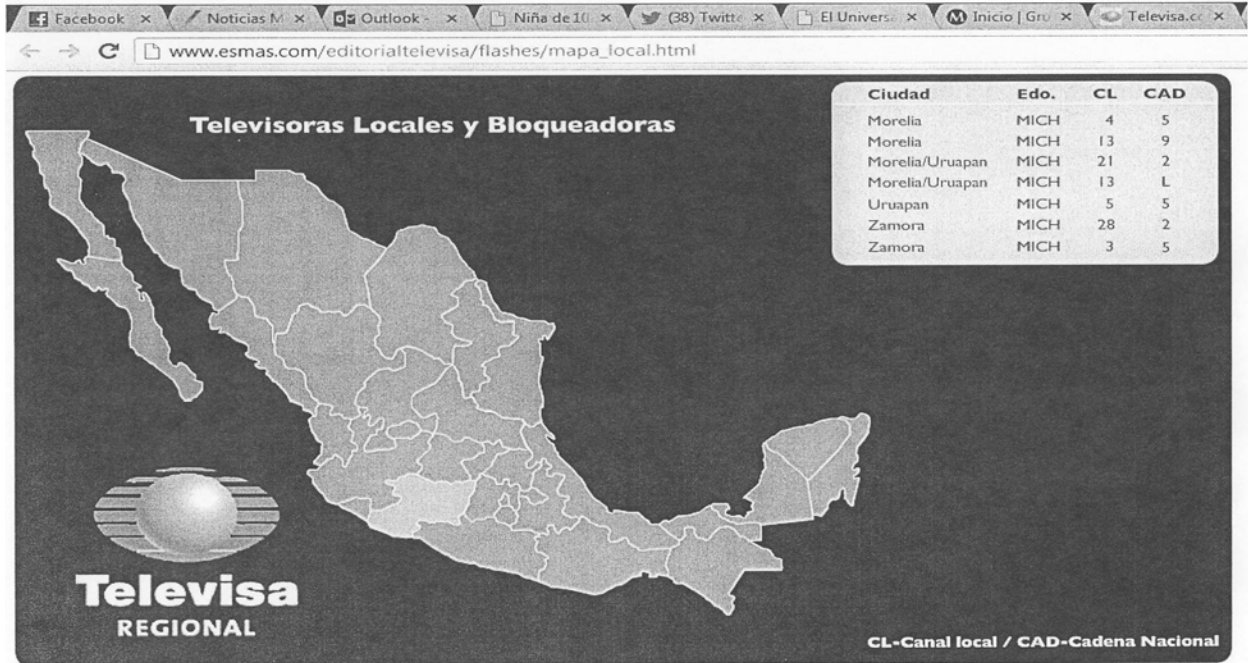 Facebook Noticias M Outlook - Niña de 10 (38) Twitte El Universa Inicio | Gru Televisa.cc
www.esmas.com/editorialtelevisa/flashes/mapa_local.html
Televisoras Locales y Bloqueadoras
Ciudad Edo. CL CAD
Morelia MICH 4 5
Morelia MICH 13 9
Morelia/Uruapan MICH 21 2
Morelia/Uruapan MICH 13 L
Uruapan MICH 5 5
Zamora MICH 28 2
Zamora MICH 3 5
Televisa
REGIONAL
CL-Canal local / CAD-Cadena Nacional